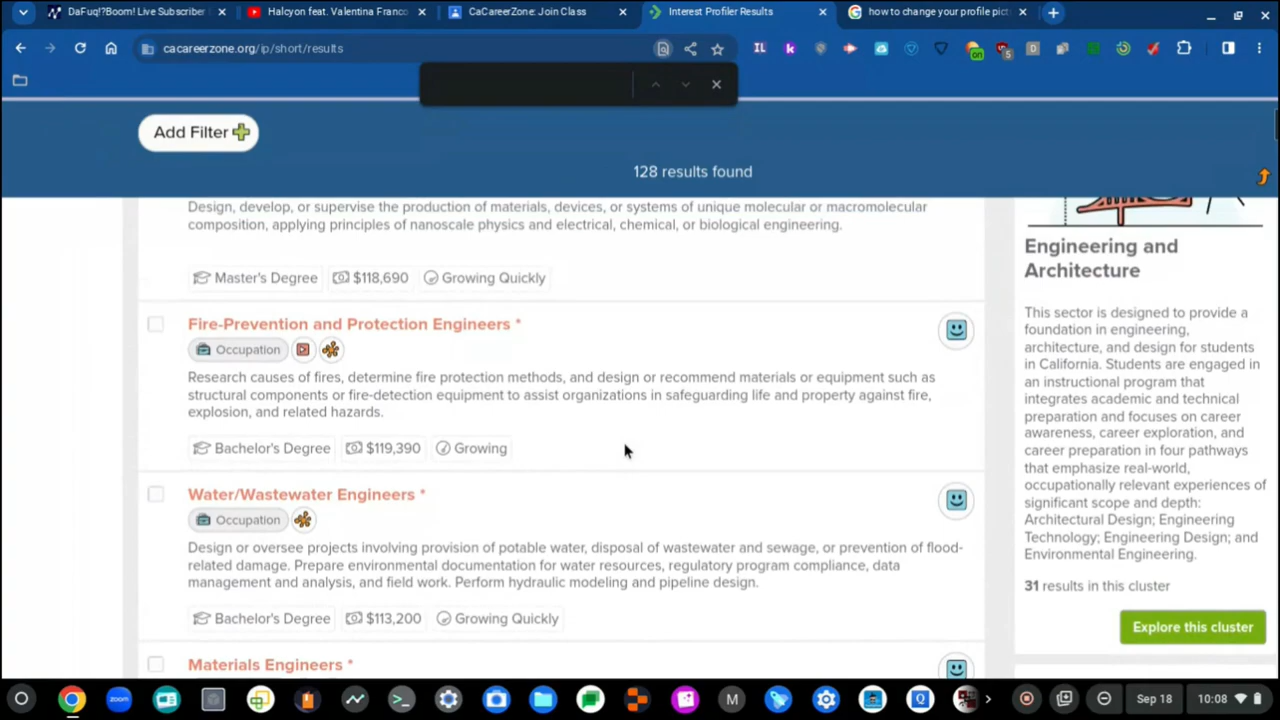 DaFuq!?Boom! Live Subscriber
Halcyon feat. Valentina Franco
CaCareerZone: Join Class
Interest Profiler Results
how to change your profile pict
cacareerzone.org/ip/short/results
Add Filter
128 results found
Design, develop, or supervise the production of materials, devices, or systems of unique molecular or macromolecular
composition, applying principles of nanoscale physics and electrical, chemical, or biological engineering.
Master's Degree
$118,690
Growing Quickly
Fire-Prevention and Protection Engineers *
Occupation
Research causes of fires, determine fire protection methods, and design or recommend materials or equipment such as
structural components or fire-detection equipment to assist organizations in safeguarding life and property against fire,
explosion, and related hazards.
Bachelor's Degree
$119,390
Growing
Water/Wastewater Engineers *
Occupation
Design or oversee projects involving provision of potable water, disposal of wastewater and sewage, or prevention of flood-
related damage. Prepare environmental documentation for water resources, regulatory program compliance, data
management and analysis, and field work. Perform hydraulic modeling and pipeline design.
Bachelor's Degree
$113,200
Growing Quickly
Materials Engineers *
Engineering and
Architecture
This sector is designed to provide a
foundation in engineering,
architecture, and design for students
in California. Students are engaged in
an instructional program that
integrates academic and technical
preparation and focuses on career
awareness, career exploration, and
career preparation in four pathways
that emphasize real-world,
occupationally relevant experiences of
significant scope and depth:
Architectural Design; Engineering
Technology; Engineering Design; and
Environmental Engineering.
31 results in this cluster
Explore this cluster
zoom
M
Q
Sep 18
10:08